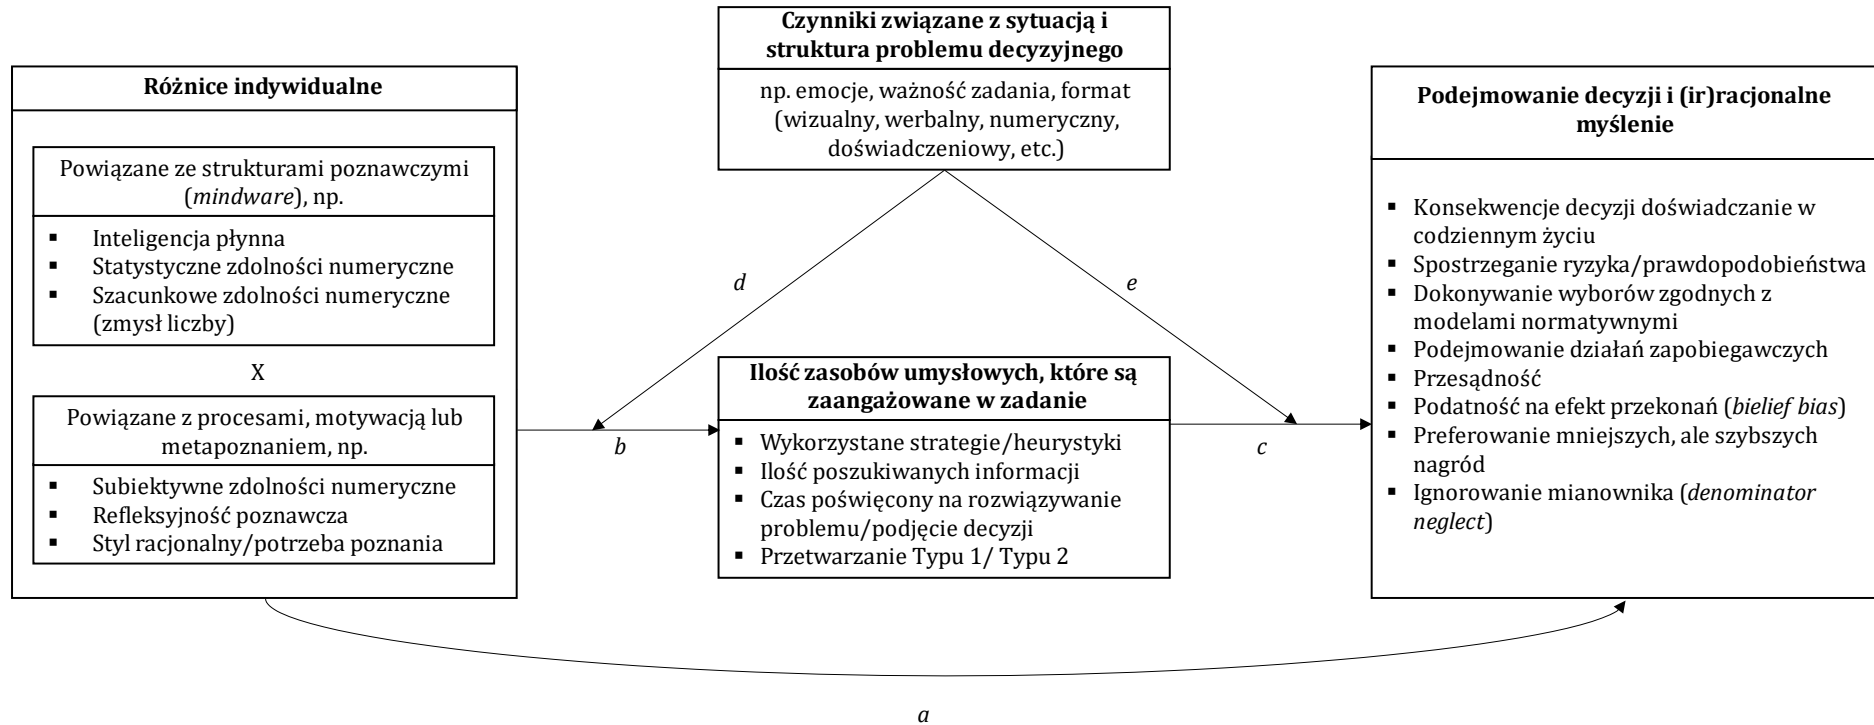 Różnice indywidualne
Powiązane ze strukturami poznawczymi
(mindware), np.
▪ Inteligencja płynna
▪ Statystyczne zdolności numeryczne
▪ Szacunkowe zdolności numeryczne
(zmysł liczby)
X
Powiązane z procesami, motywacją lub
metapoznaniem, np.
▪ Subiektywne zdolności numeryczne
▪ Refleksyjność poznawcza
▪ Styl racjonalny/potrzeba poznania
Czynniki związane z sytuacją i
struktura problemu decyzyjnego
np. emocje, ważność zadania, format
(wizualny, werbalny, numeryczny,
doświadczeniowy, etc.)
d
e
b
c
Ilość zasobów umysłowych, które są
zaangażowane w zadanie
▪ Wykorzystane strategie/heurystyki
▪ Ilość poszukiwanych informacji
▪ Czas poświęcony na rozwiązywanie
problemu/podjęcie decyzji
▪ Przetwarzanie Typu 1/ Typu 2
Podejmowanie decyzji i (ir)racjonalne
myślenie
▪ Konsekwencje decyzji doświadczanie w
codziennym życiu
▪ Spostrzeganie ryzyka/prawdopodobieństwa
▪ Dokonywanie wyborów zgodnych z
modelami normatywnymi
▪ Podejmowanie działań zapobiegawczych
▪ Przesądność
▪ Podatność na efekt przekonań (bielief bias)
▪ Preferowanie mniejszych, ale szybszych
nagród
▪ Ignorowanie mianownika (denominator
neglect)
a